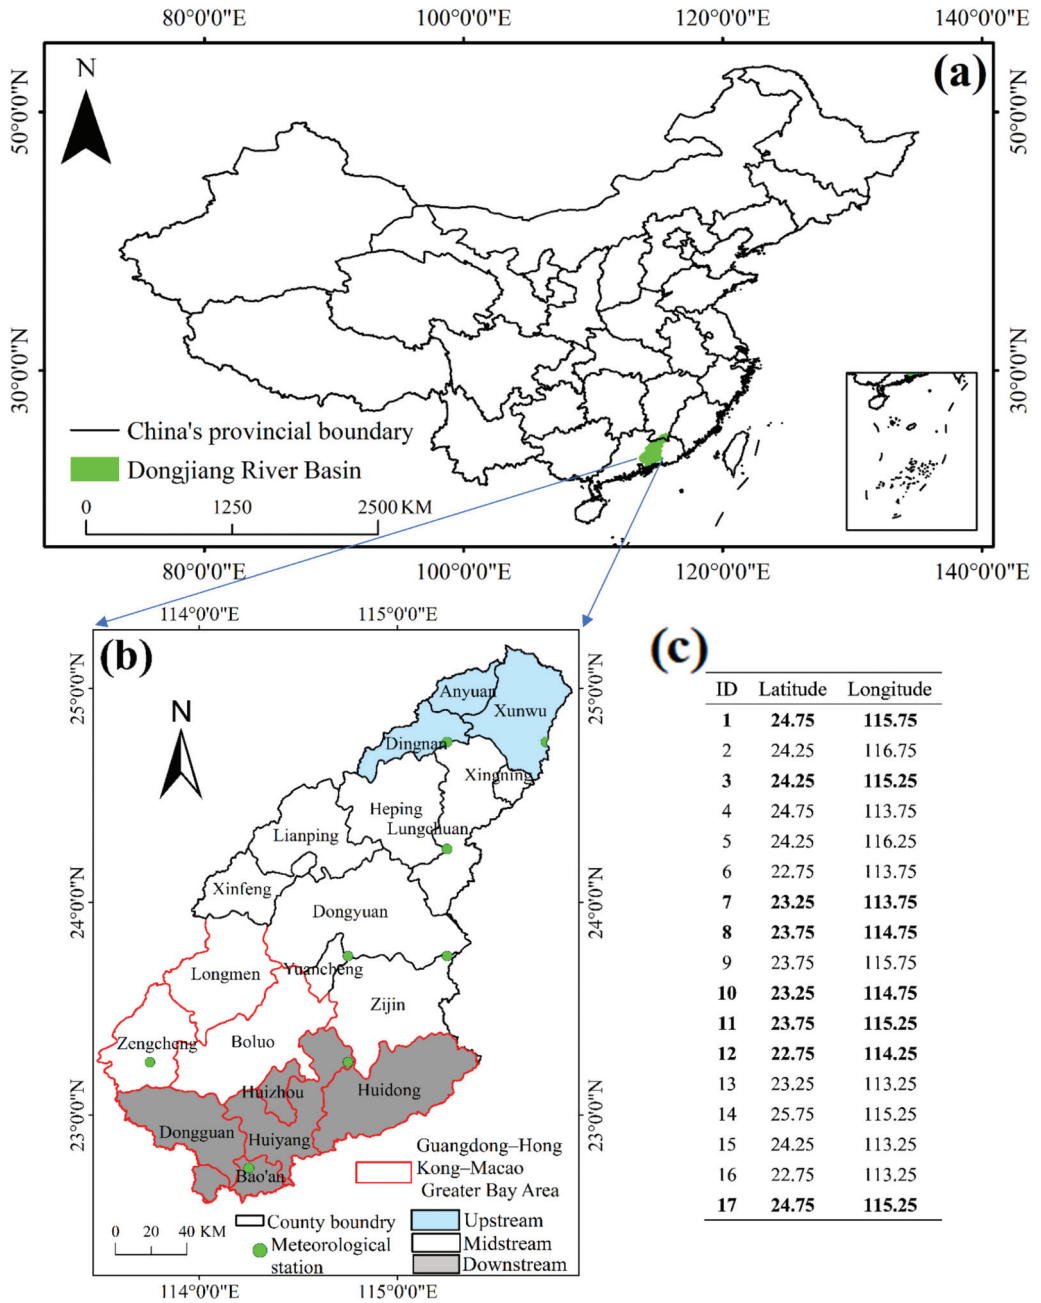 80°0'0"E 100°0'0"E 120°0'0"E 140°0'0"E
(a)
N
50°0'0"N
50°0'0"N
30°0'0"N
30°0'0"N
China's provincial boundary
Dongjiang River Basin
0 1250 2500 KM
80°0'0"E 100°0'0"E 120°0'0"E 140°0'0"E
114°0'0"E 115°0'0"E
(b)
N
25°0'0"N
25°0'0"N
Anyuan
Xunwu
Dingnan
Xingning
Heping
Lungchuan
Lianping
Xinfeng
24°0'0"N
24°0'0"N
Dongyuan
Longmen
Yuancheng
Zijin
Zengcheng
Boluo
Huizhou
Huidong
23°0'0"N
23°0'0"N
Dongguan
Huiyang
Bao'an
Guangdong–Hong
Kong–Macao
Greater Bay Area
0 20 40 KM
County boundry
Meteorological
station
Upstream
Midstream
Downstream
114°0'0"E 115°0'0"E
(c)
ID Latitude Longitude
1 24.75 115.75
2 24.25 116.75
3 24.25 115.25
4 24.75 113.75
5 24.25 116.25
6 22.75 113.75
7 23.25 113.75
8 23.75 114.75
9 23.75 115.75
10 23.25 114.75
11 23.75 115.25
12 22.75 114.25
13 23.25 113.25
14 25.75 115.25
15 24.25 113.25
16 22.75 113.25
17 24.75 115.25